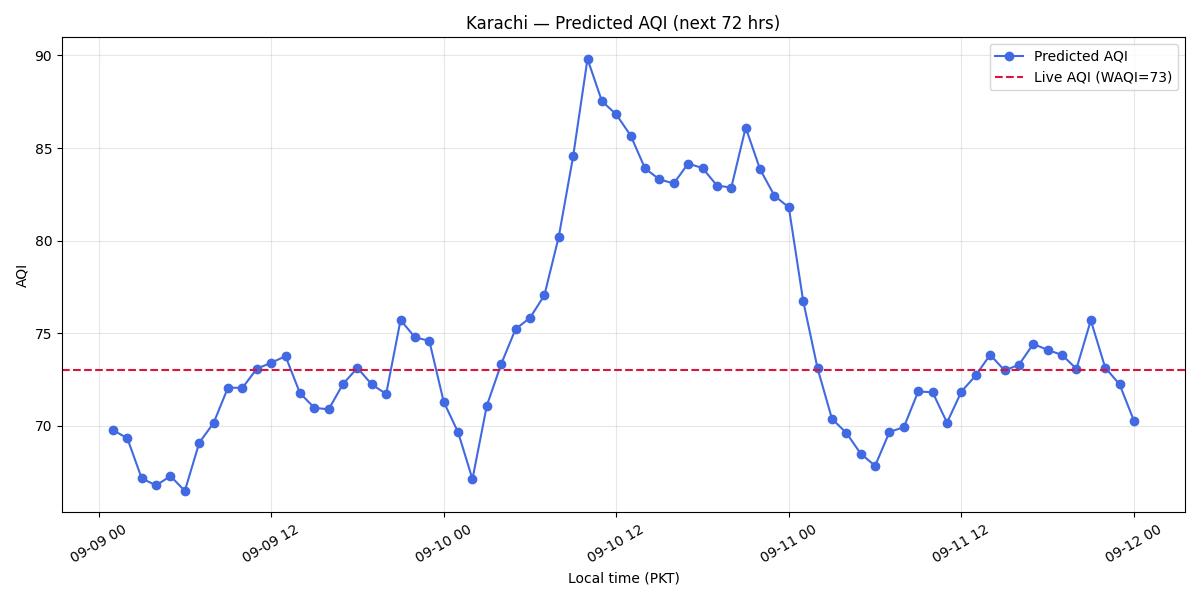 Karachi — Predicted AQI (next 72 hrs)
Predicted AQI
Live AQI (WAQI=73)
90
85
80
75
70
AQI
09-09 00
09-09 12
09-10 00
09-10 12
09-11 00
09-11 12
09-12 00
Local time (PKT)